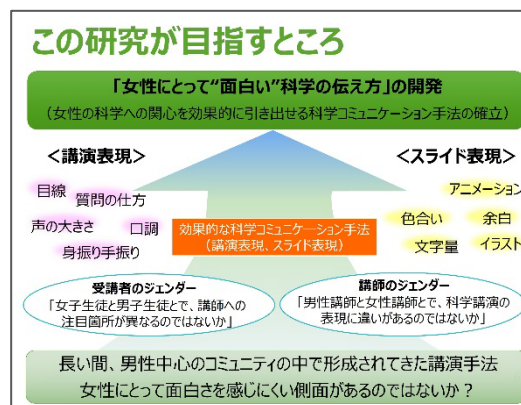 この研究が目指すところ
「女性にとって“面白い”科学の伝え方」の開発
（女性の科学への関心を効果的に引き出せる科学コミュニケーション手法の確立）
＜講演表現＞
目線
質問の仕方
声の大きさ
口調
身振り手振り
＜スライド表現＞
アニメーション
色合い
余白
文字量
イラスト
効果的な科学コミュニケーション手法
（講演表現、スライド表現）
受講者のジェンダー
「女子生徒と男子生徒とで、講師への
注目箇所が異なるのではないか」
講師のジェンダー
「男性講師と女性講師とで、科学講演の
表現に違いがあるのではないか」
長い間、男性中心のコミュニティの中で形成されてきた講演手法
女性にとって面白さを感じにくい側面があるのではないか？